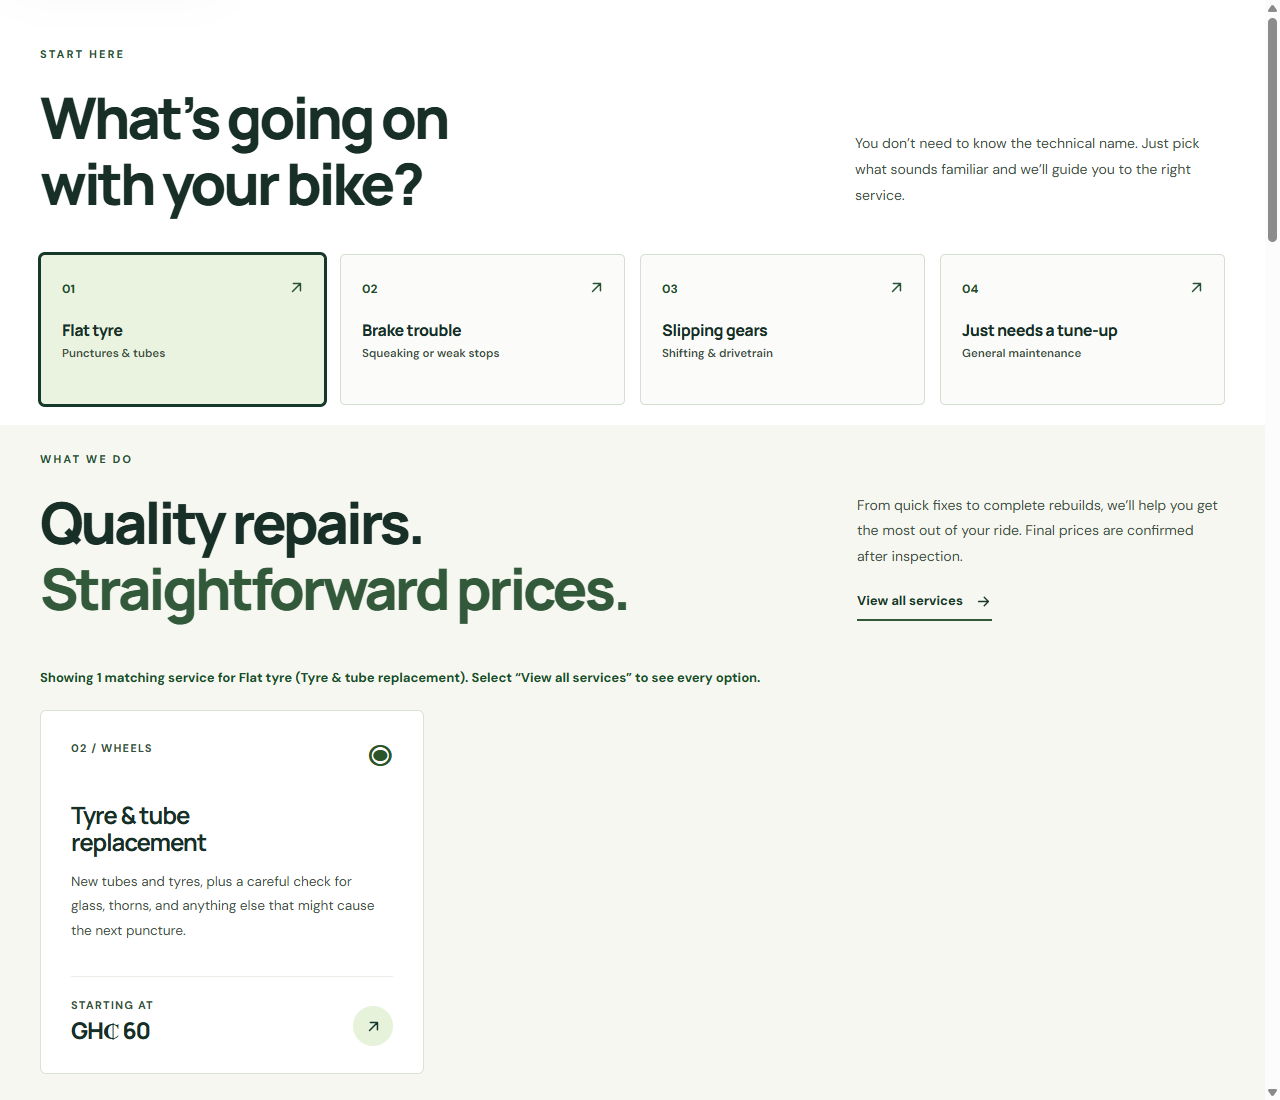 START HERE
What’s going on
with your bike?
You don’t need to know the technical name. Just pick
what sounds familiar and we’ll guide you to the right
service.
01
Flat tyre
Punctures & tubes
02
Brake trouble
Squeaking or weak stops
03
Slipping gears
Shifting & drivetrain
04
Just needs a tune-up
General maintenance
WHAT WE DO
Quality repairs.
Straightforward prices.
From quick fixes to complete rebuilds, we’ll help you get
the most out of your ride. Final prices are confirmed
after inspection.
View all services
Showing 1 matching service for Flat tyre (Tyre & tube replacement). Select “View all services” to see every option.
02 / WHEELS
Tyre & tube
replacement
New tubes and tyres, plus a careful check for
glass, thorns, and anything else that might cause
the next puncture.
STARTING AT
GH₵ 60